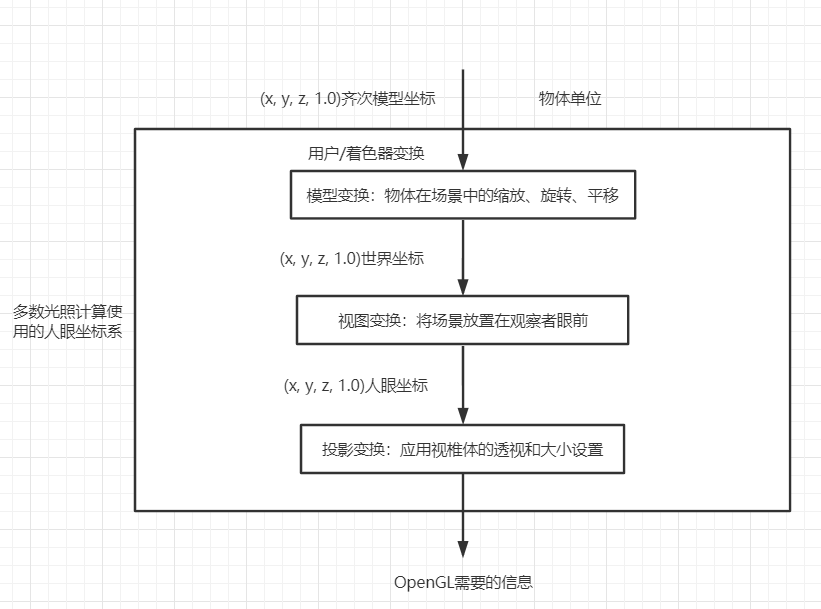 (x, y, z, 1.0)齐次模型坐标
物体单位
用户/着色器变换
模型变换：物体在场景中的缩放、旋转、平移
(x, y, z, 1.0)世界坐标
多数光照计算使
用的人眼坐标系
视图变换：将场景放置在观察者眼前
(x, y, z, 1.0)人眼坐标
投影变换：应用视椎体的透视和大小设置
OpenGL需要的信息